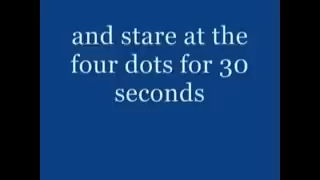 and stare at the
four dots for 30
seconds